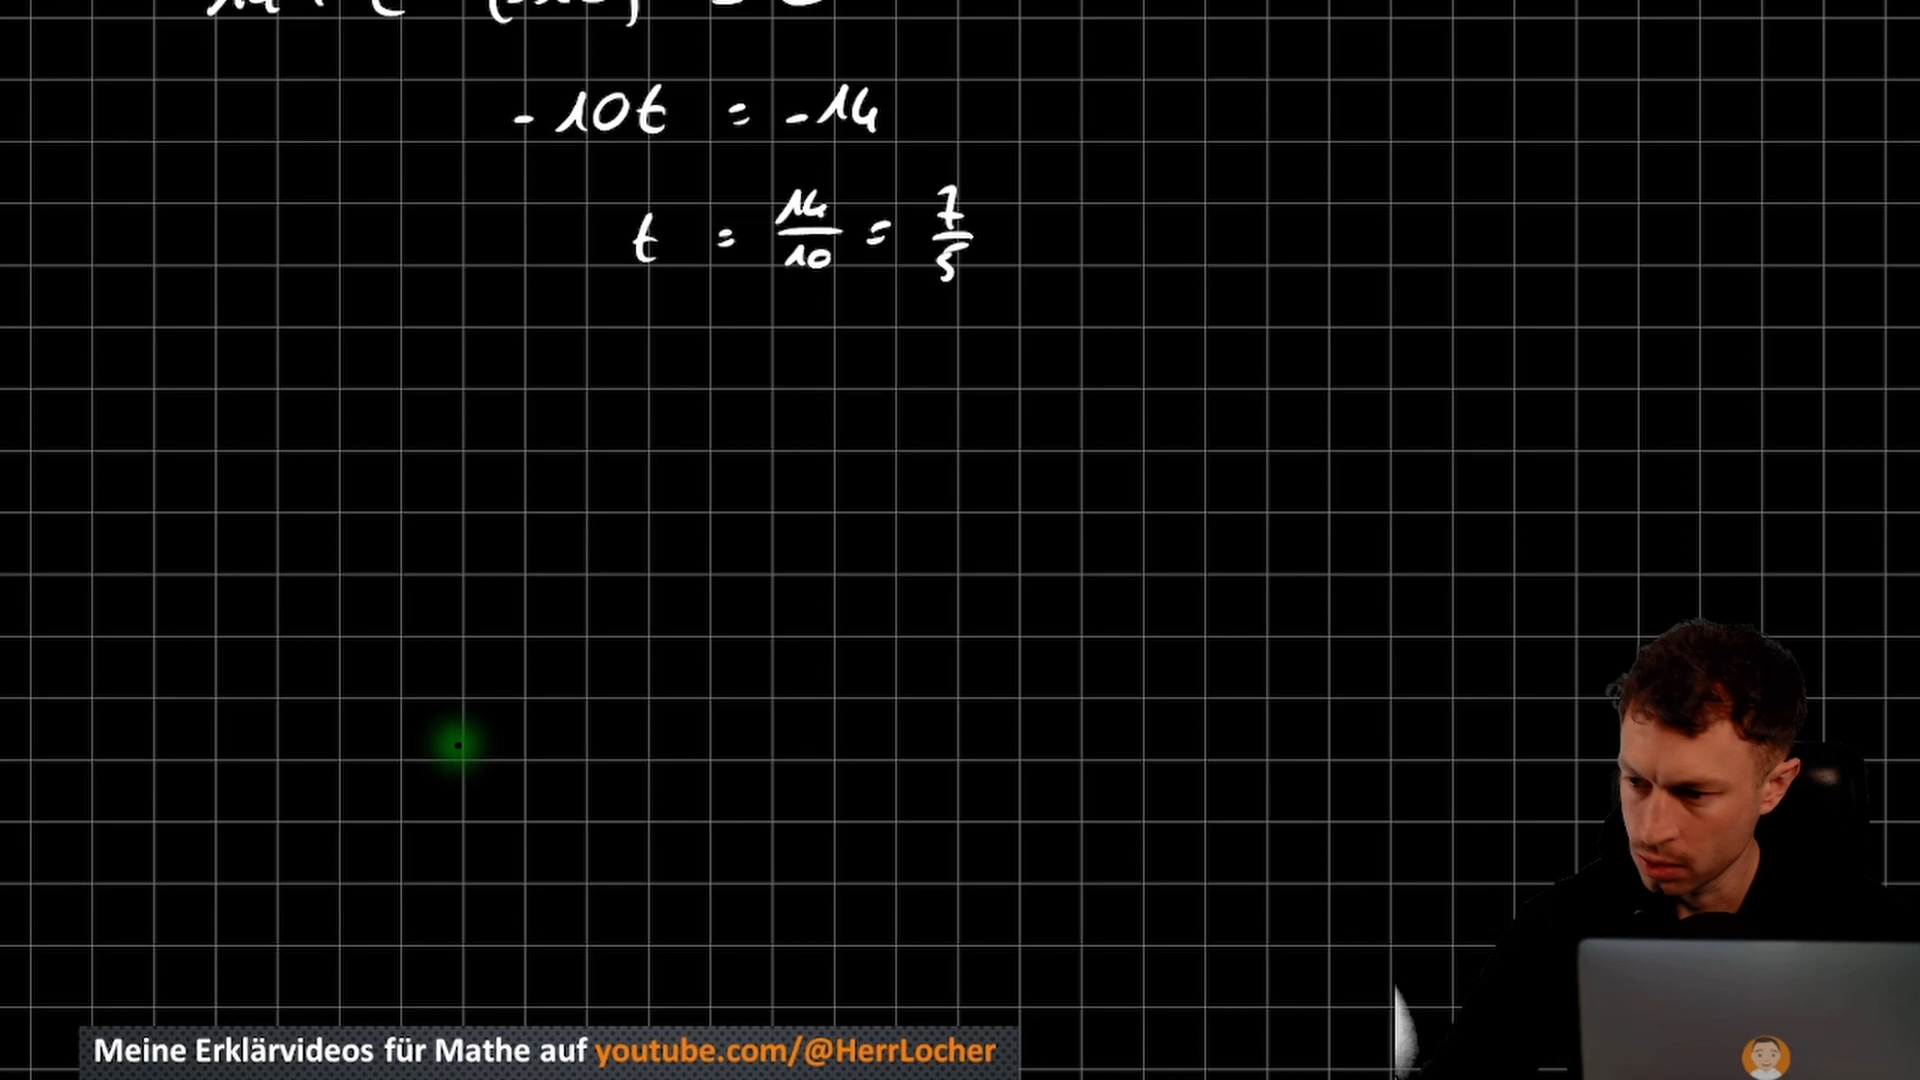 -10t = -14
t = 14/10 = 7/5
Meine Erklärvideos für Mathe auf youtube.com/@HerrLocher